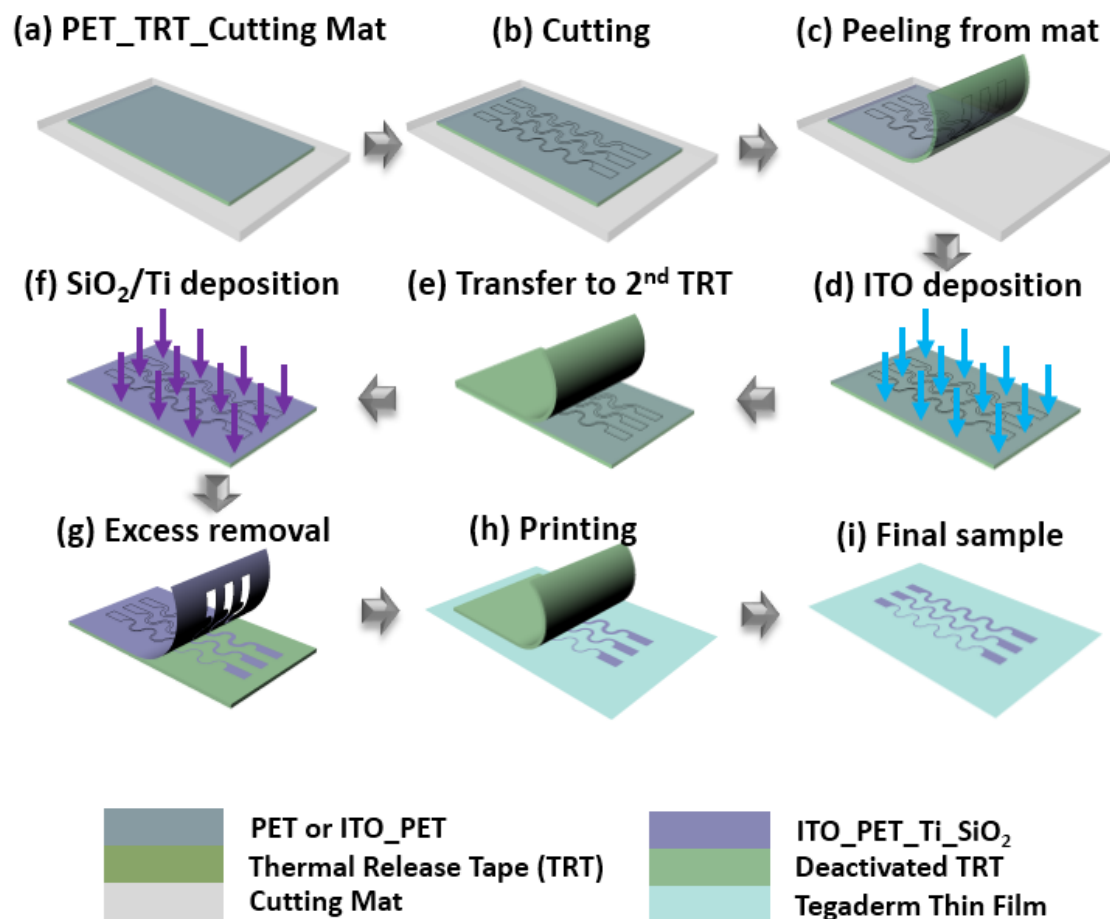 (a) PET_TRT_Cutting Mat
(b) Cutting
(c) Peeling from mat
(f) SiO₂/Ti deposition
(e) Transfer to 2ⁿᵈ TRT
(d) ITO deposition
(g) Excess removal
(h) Printing
(i) Final sample
PET or ITO_PET
Thermal Release Tape (TRT)
Cutting Mat
ITO_PET_Ti_SiO₂
Deactivated TRT
Tegaderm Thin Film